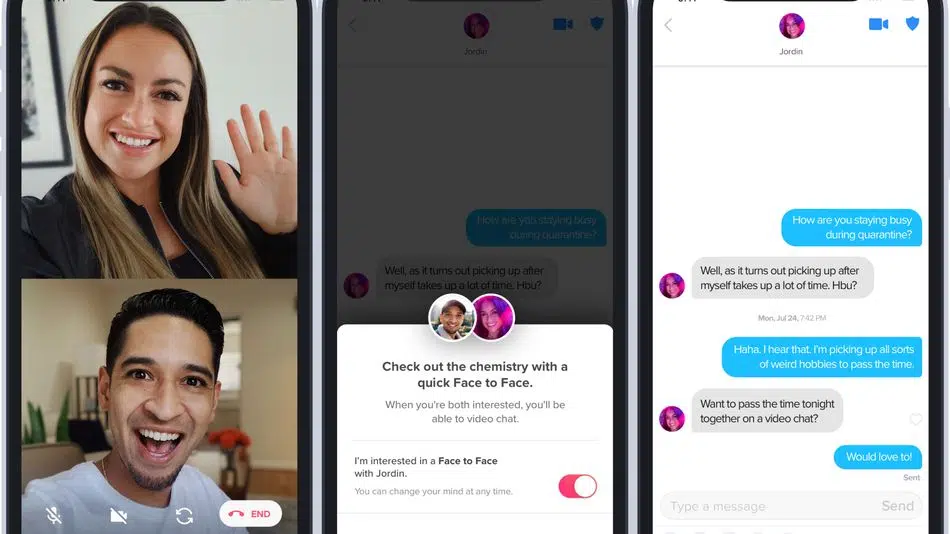 END
Jordin
How are you staying busy
during quarantine?
Well, as it turns out picking up after
myself takes up a lot of time. Hbu?
Check out the chemistry with a
quick Face to Face.
When you're both interested, you'll be
able to video chat.
I'm interested in a Face to Face
with Jordin.
You can change your mind at any time.
Jordin
How are you staying busy
during quarantine?
Well, as it turns out picking up after
myself takes up a lot of time. Hbu?
Mon, Jul 24, 7:42 PM
Haha. I hear that. I'm picking up all sorts
of weird hobbies to pass the time.
Want to pass the time tonight
together on a video chat?
Would love to!
Sent
Type a message
Send